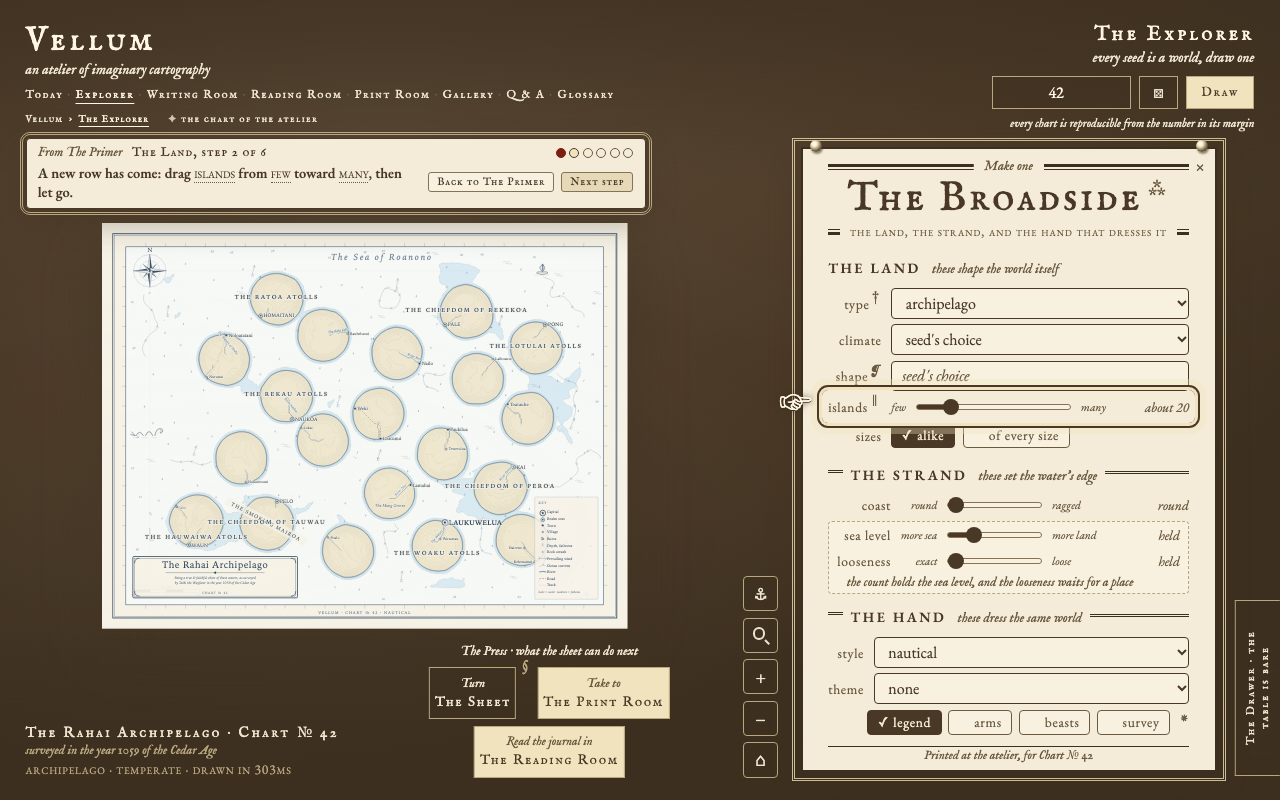 Vellum
an atelier of imaginary cartography
Today · Explorer · Writing Room · Reading Room · Print Room · Gallery · Q & A · Glossary
Vellum › The Explorer ✦ the chart of the atelier
The Explorer
every seed is a world, draw one
42
Draw
every chart is reproducible from the number in its margin
From The Primer The Land, step 2 of 6
A new row has come: drag islands from few toward many, then let go.
Back to The Primer
Next step
N
The Sea of Roanono
THE RATOA ATOLLS
HOMAITANI
THE CHIEFDOM OF REKEKOA
PALE
PONG
THE LOTULAI ATOLLS
THE REKAU ATOLLS
THE CHIEFDOM OF PEROA
KAI
THE CHIEFDOM OF TAUWAU
THE HAUWAIWA ATOLLS
LAUKUWELUA
THE WOAKU ATOLLS
The Rahai Archipelago
CHART № 42
VELLUM · CHART № 42 · NAUTICAL
The Press · what the sheet can do next
Turn
The Sheet
§
Take to
The Print Room
Read the journal in
The Reading Room
The Rahai Archipelago · Chart № 42
surveyed in the year 1059 of the Cedar Age
ARCHIPELAGO · TEMPERATE · DRAWN IN 303MS
+
−
Make one
×
The Broadside ⁂
THE LAND, THE STRAND, AND THE HAND THAT DRESSES IT
THE LAND these shape the world itself
type † archipelago
climate seed's choice
shape ¶ seed's choice
islands ‖ few many about 20
sizes ✓ alike of every size
THE STRAND these set the water's edge
coast round ragged round
sea level more sea more land held
looseness exact loose held
the count holds the sea level, and the looseness waits for a place
THE HAND these dress the same world
style nautical
theme none
✓ legend arms beasts survey *
Printed at the atelier, for Chart № 42
The Drawer · the table is bare